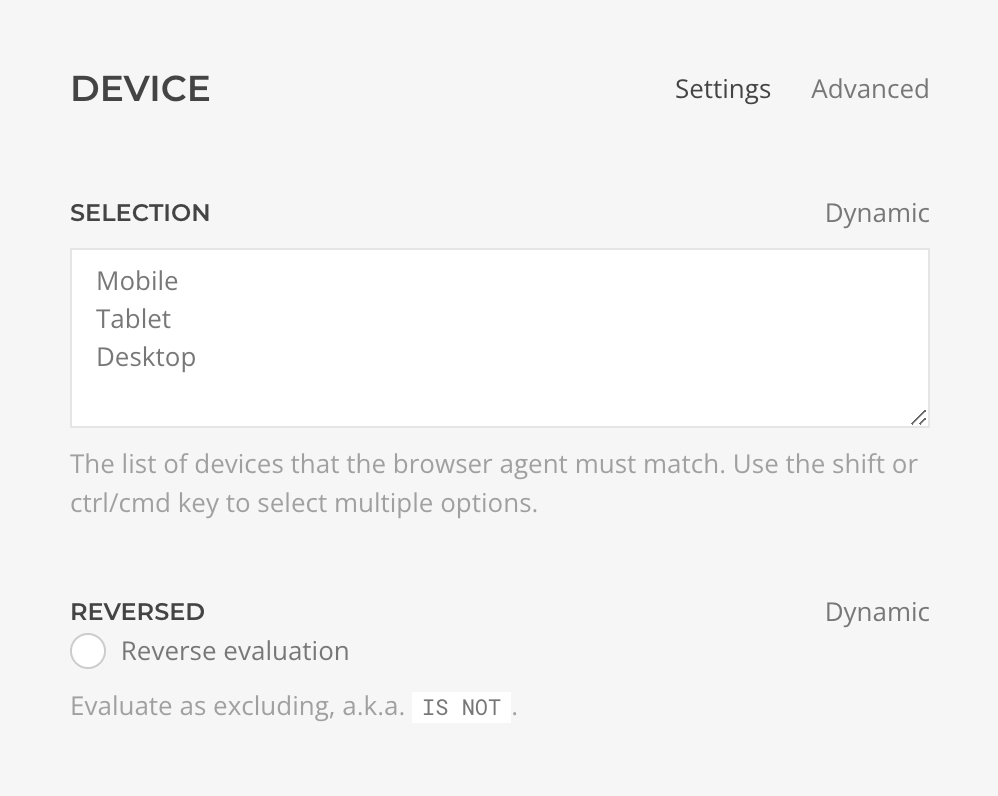 DEVICE Settings Advanced
SELECTION Dynamic
Mobile
Tablet
Desktop
The list of devices that the browser agent must match. Use the shift or
ctrl/cmd key to select multiple options.
REVERSED Dynamic
Reverse evaluation
Evaluate as excluding, a.k.a. IS NOT.